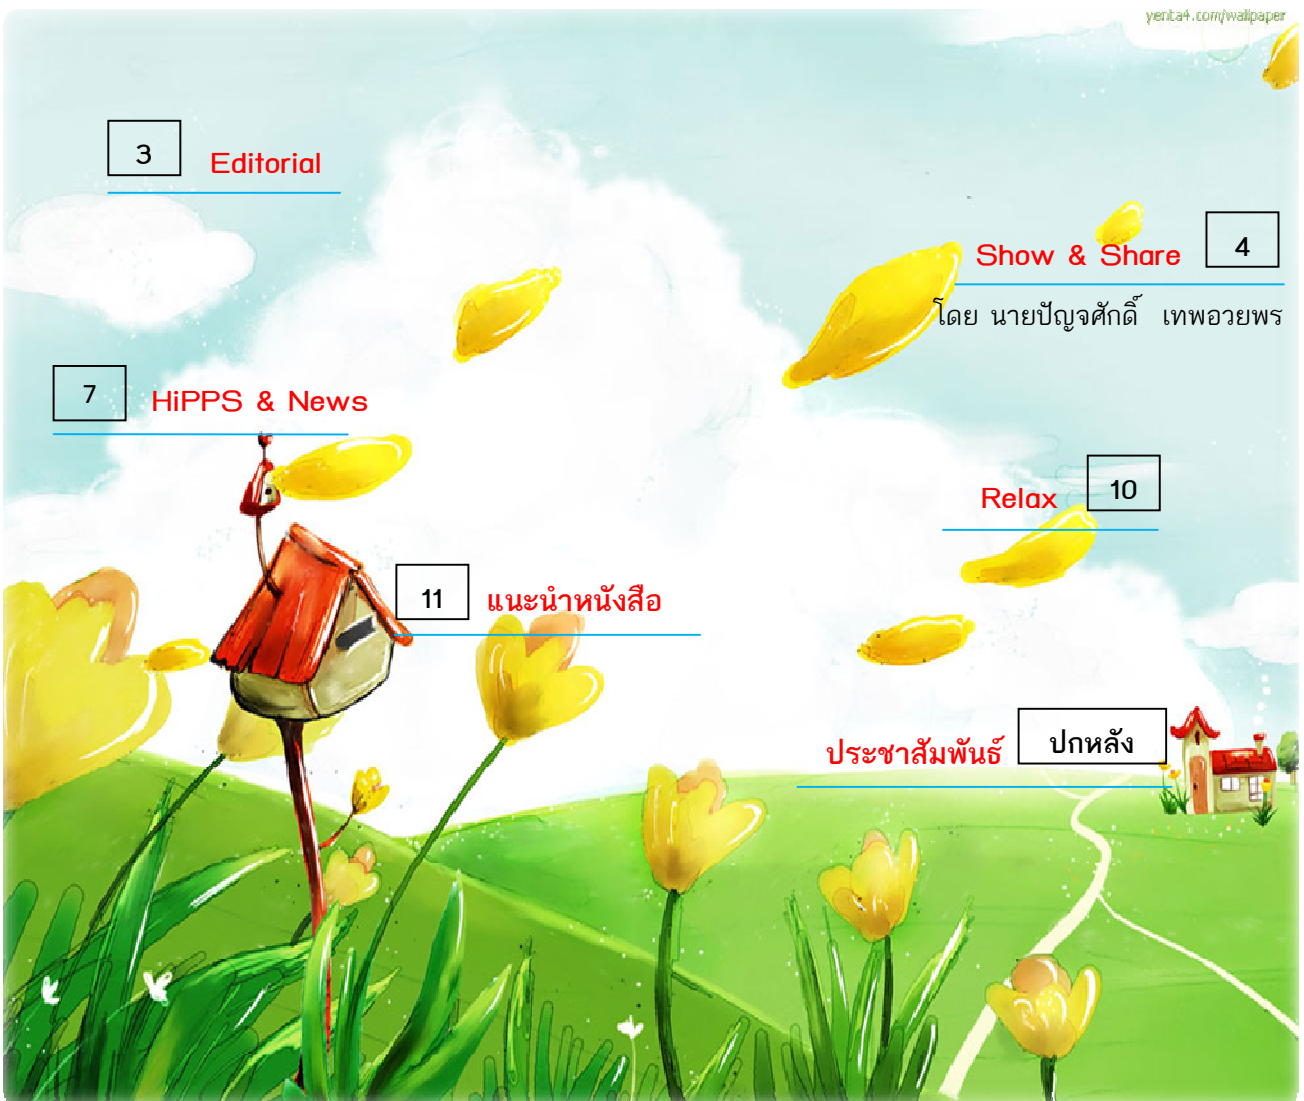 yenta4.com/wallpaper
3 Editorial
Show & Share 4
โดย นายปัญจศักดิ์ เทพอวยพร
7 HiPPS & News
Relax 10
11 แนะนำหนังสือ
ประชาสัมพันธ์ ปกหลัง